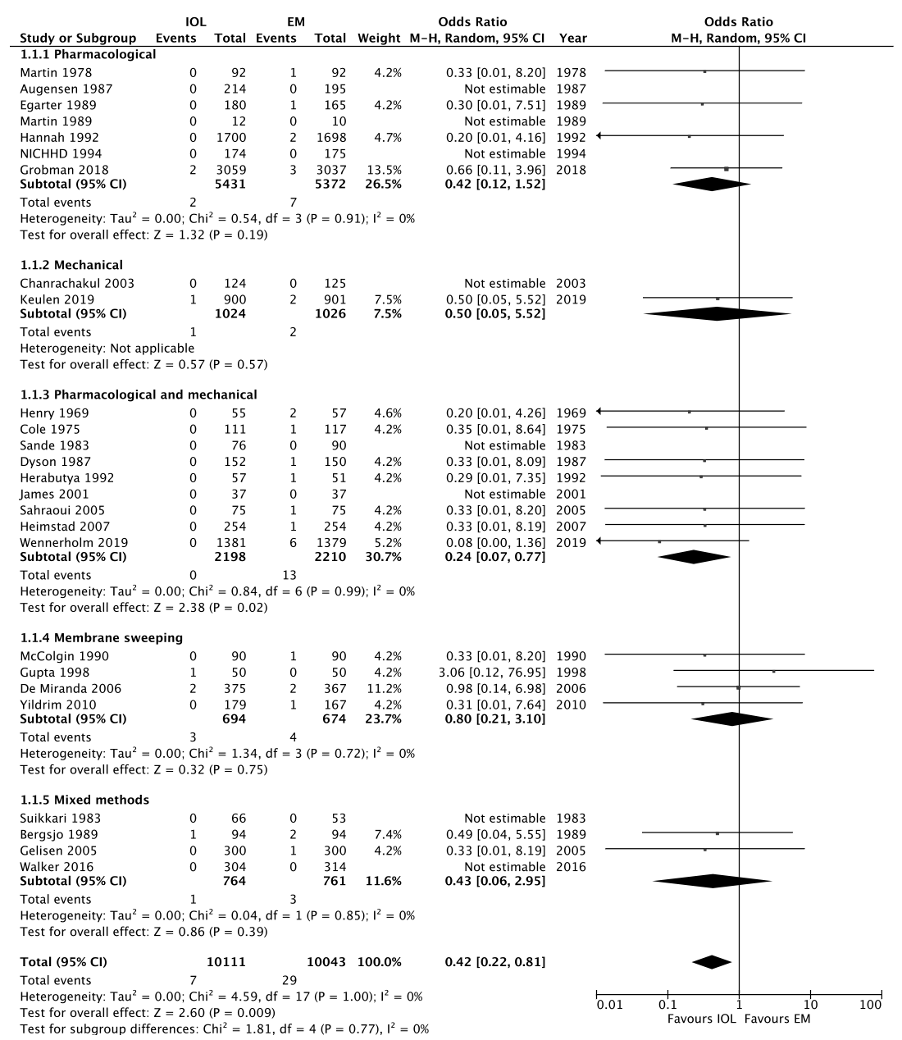 IOL EM Odds Ratio Odds Ratio
Study or Subgroup Events Total Events Total Weight M-H, Random, 95% CI Year M-H, Random, 95% CI
1.1.1 Pharmacological
Martin 1978 0 92 1 92 4.2% 0.33 [0.01, 8.20] 1978
Augensen 1987 0 214 0 195 Not estimable 1987
Egarter 1989 0 180 1 165 4.2% 0.30 [0.01, 7.51] 1989
Martin 1989 0 12 0 10 Not estimable 1989
Hannah 1992 0 1700 2 1698 4.7% 0.20 [0.01, 4.16] 1992
NICHHD 1994 0 174 0 175 Not estimable 1994
Grobman 2018 2 3059 3 3037 13.5% 0.66 [0.11, 3.96] 2018
Subtotal (95% CI) 5431 5372 26.5% 0.42 [0.12, 1.52]
Total events 2 7
Heterogeneity: Tau² = 0.00; Chi² = 0.54, df = 3 (P = 0.91); I² = 0%
Test for overall effect: Z = 1.32 (P = 0.19)
1.1.2 Mechanical
Chanrachakul 2003 0 124 0 125 Not estimable 2003
Keulen 2019 1 900 2 901 7.5% 0.50 [0.05, 5.52] 2019
Subtotal (95% CI) 1024 1026 7.5% 0.50 [0.05, 5.52]
Total events 1 2
Heterogeneity: Not applicable
Test for overall effect: Z = 0.57 (P = 0.57)
1.1.3 Pharmacological and mechanical
Henry 1969 0 55 2 57 4.6% 0.20 [0.01, 4.26] 1969
Cole 1975 0 111 1 117 4.2% 0.35 [0.01, 8.64] 1975
Sande 1983 0 76 0 90 Not estimable 1983
Dyson 1987 0 152 1 150 4.2% 0.33 [0.01, 8.09] 1987
Herabutya 1992 0 57 1 51 4.2% 0.29 [0.01, 7.35] 1992
James 2001 0 37 0 37 Not estimable 2001
Sahraoui 2005 0 75 1 75 4.2% 0.33 [0.01, 8.20] 2005
Heimstad 2007 0 254 1 254 4.2% 0.33 [0.01, 8.19] 2007
Wennerholm 2019 0 1381 6 1379 5.2% 0.08 [0.00, 1.36] 2019
Subtotal (95% CI) 2198 2210 30.7% 0.24 [0.07, 0.77]
Total events 0 13
Heterogeneity: Tau² = 0.00; Chi² = 0.84, df = 6 (P = 0.99); I² = 0%
Test for overall effect: Z = 2.38 (P = 0.02)
1.1.4 Membrane sweeping
McColgin 1990 0 90 1 90 4.2% 0.33 [0.01, 8.20] 1990
Gupta 1998 1 50 0 50 4.2% 3.06 [0.12, 76.95] 1998
De Miranda 2006 2 375 2 367 11.2% 0.98 [0.14, 6.98] 2006
Yildrim 2010 0 179 1 167 4.2% 0.31 [0.01, 7.64] 2010
Subtotal (95% CI) 694 674 23.7% 0.80 [0.21, 3.10]
Total events 3 4
Heterogeneity: Tau² = 0.00; Chi² = 1.34, df = 3 (P = 0.72); I² = 0%
Test for overall effect: Z = 0.32 (P = 0.75)
1.1.5 Mixed methods
Suikkari 1983 0 66 0 53 Not estimable 1983
Bergsjo 1989 1 94 2 94 7.4% 0.49 [0.04, 5.55] 1989
Gelisen 2005 0 300 1 300 4.2% 0.33 [0.01, 8.19] 2005
Walker 2016 0 304 0 314 Not estimable 2016
Subtotal (95% CI) 764 761 11.6% 0.43 [0.06, 2.95]
Total events 1 3
Heterogeneity: Tau² = 0.00; Chi² = 0.04, df = 1 (P = 0.85); I² = 0%
Test for overall effect: Z = 0.86 (P = 0.39)
Total (95% CI) 10111 10043 100.0% 0.42 [0.22, 0.81]
Total events 7 29
Heterogeneity: Tau² = 0.00; Chi² = 4.59, df = 17 (P = 1.00); I² = 0%
Test for overall effect: Z = 2.60 (P = 0.009)
Test for subgroup differences: Chi² = 1.81, df = 4 (P = 0.77), I² = 0%
0.01 0.1 1 10 100
Favours IOL Favours EM